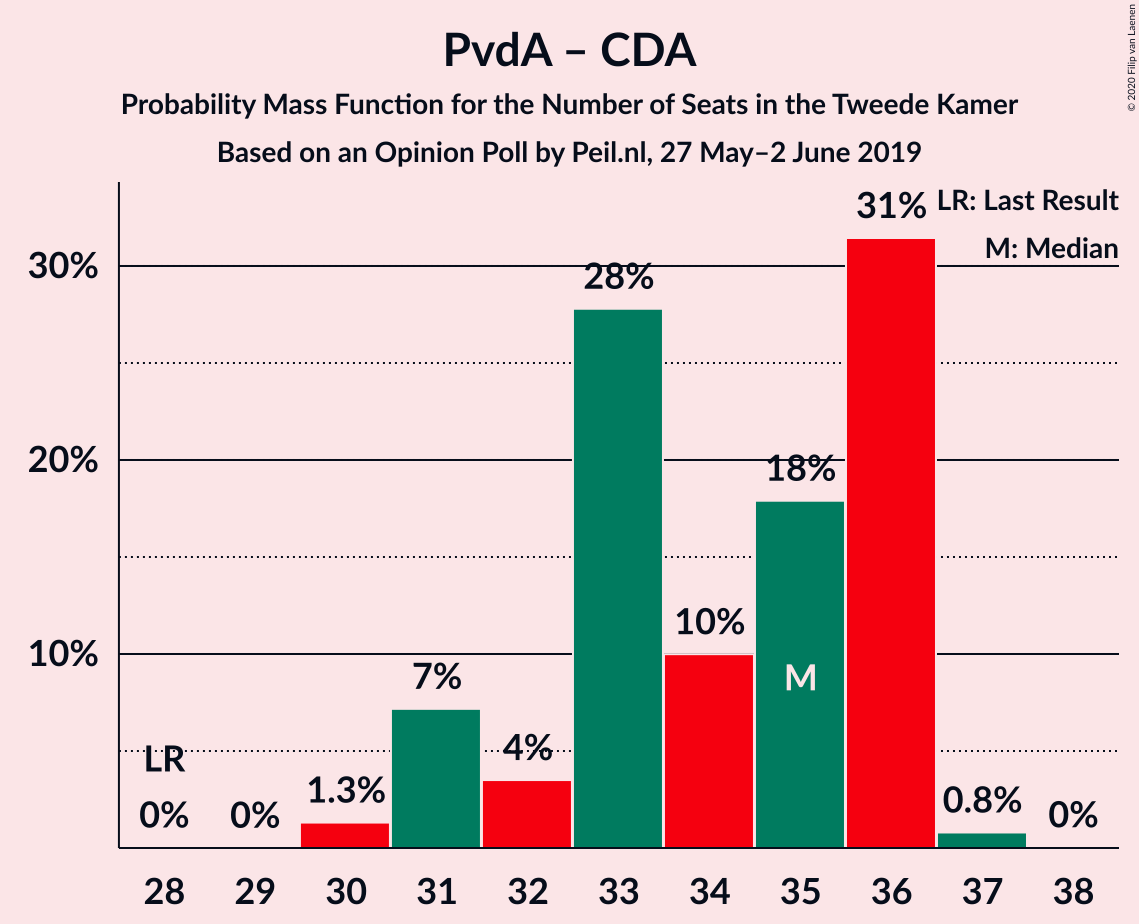 PvdA – CDA
Probability Mass Function for the Number of Seats in the Tweede Kamer
Based on an Opinion Poll by Peil.nl, 27 May–2 June 2019
© 2020 Filip van Laenen
LR: Last Result
M: Median
30%
20%
10%
LR
0%
0%
1.3%
7%
4%
28%
10%
18%
M
31%
0.8%
0%
28 29 30 31 32 33 34 35 36 37 38